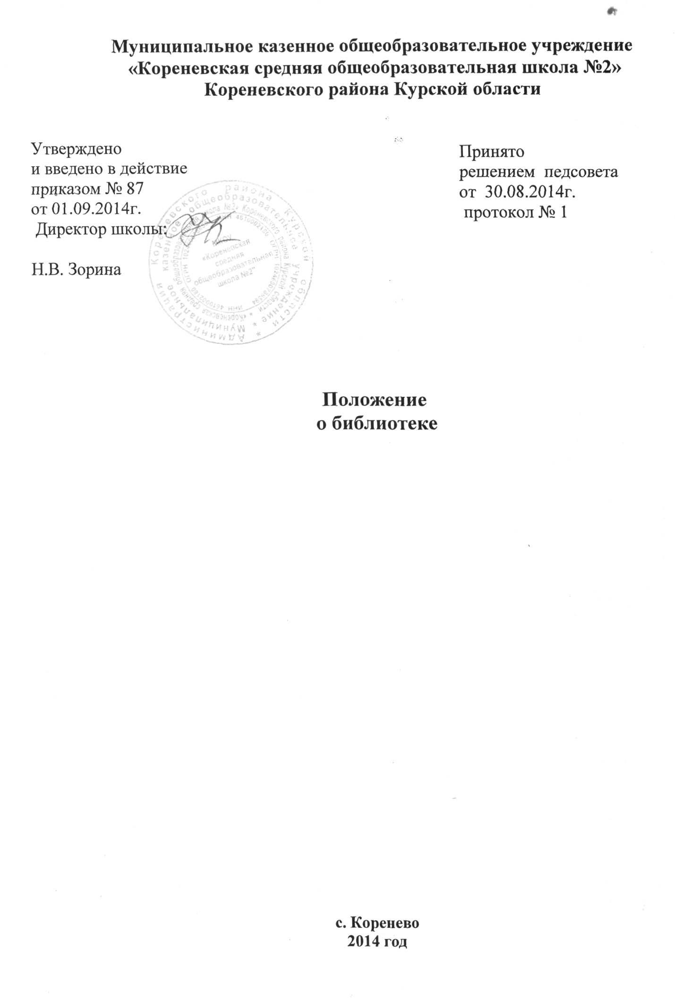 Муниципальное казенное общеобразовательное учреждение
«Кореневская средняя общеобразовательная школа №2»
Кореневского района Курской области
Утверждено
и введено в действие
приказом № 87
от 01.09.2014г.
Директор школы:
Н.В. Зорина
Принято
решением педсовета
от 30.08.2014г.
протокол № 1
Администрация Кореневского района Курской области *
Муниципальное казенное общеобразовательное учреждение *
МКОУ
«Кореневская
средняя
общеобразовательная
школа №2"
Положение
о библиотеке
с. Коренево
2014 год